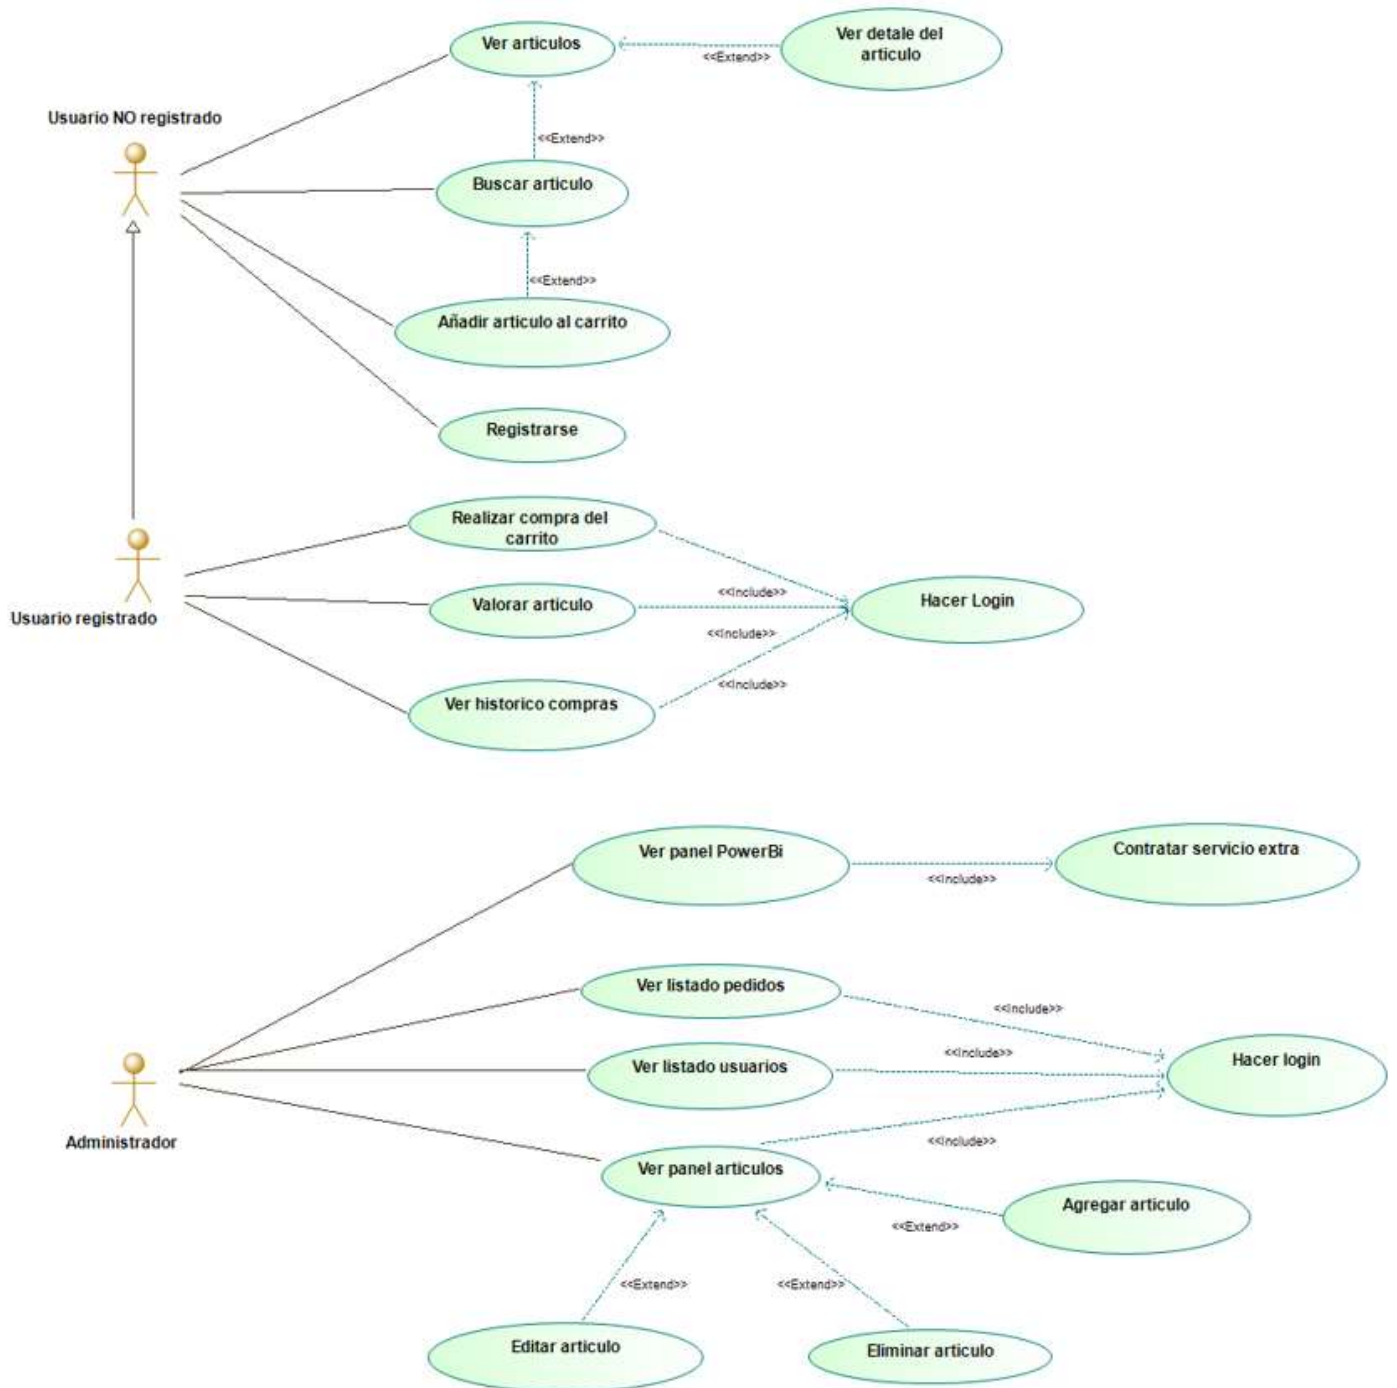 Ver articulos
Ver detale del
articulo
<<Extend>>
Usuario NO registrado
<<Extend>>
Buscar articulo
<<Extend>>
Añadir articulo al carrito
Registrarse
Realizar compra del
carrito
Usuario registrado
Valorar articulo
<<Include>>
Hacer Login
<<Include>>
Ver historico compras
<<Include>>
Ver panel PowerBi
<<Include>>
Contratar servicio extra
Ver listado pedidos
<<Include>>
Ver listado usuarios
<<Include>>
Hacer login
Administrador
<<Include>>
Ver panel articulos
Agregar articulo
<<Extend>>
<<Extend>>
<<Extend>>
Editar articulo
Eliminar articulo